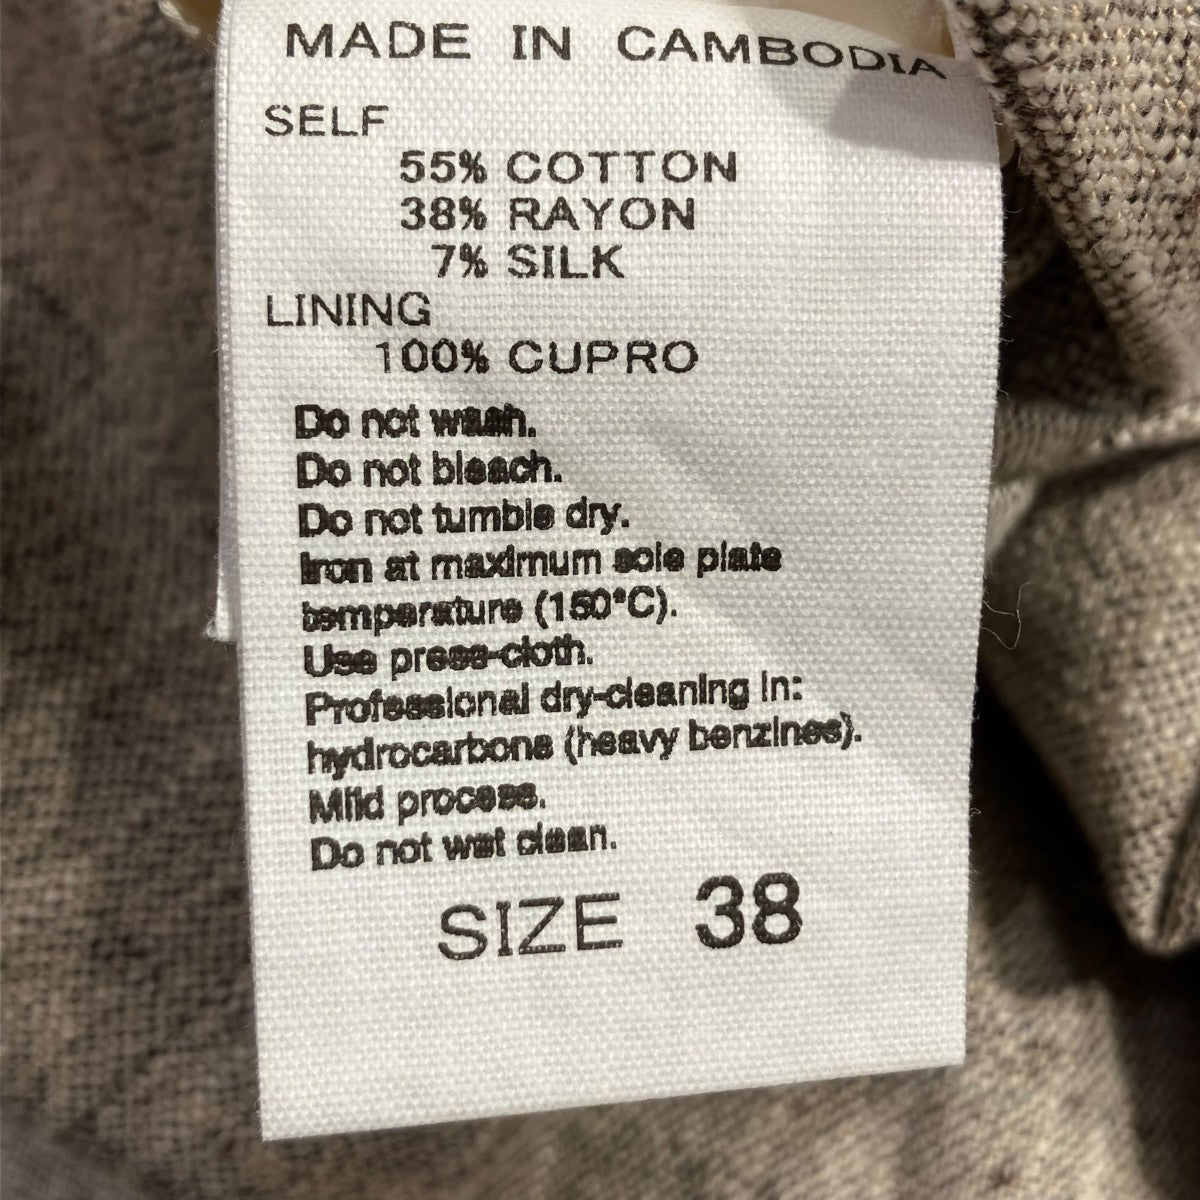 MADE IN CAMBODIA
SELF
55% COTTON
38% RAYON
7% SILK
LINING
100% CUPRO
Do not wash.
Do not bleach.
Do not tumble dry.
Iron at maximum sole plate
temperature (150°C).
Use press-cloth.
Professional dry-cleaning in:
hydrocarbons (heavy benzines).
Mild process.
Do not wet clean.
SIZE 38